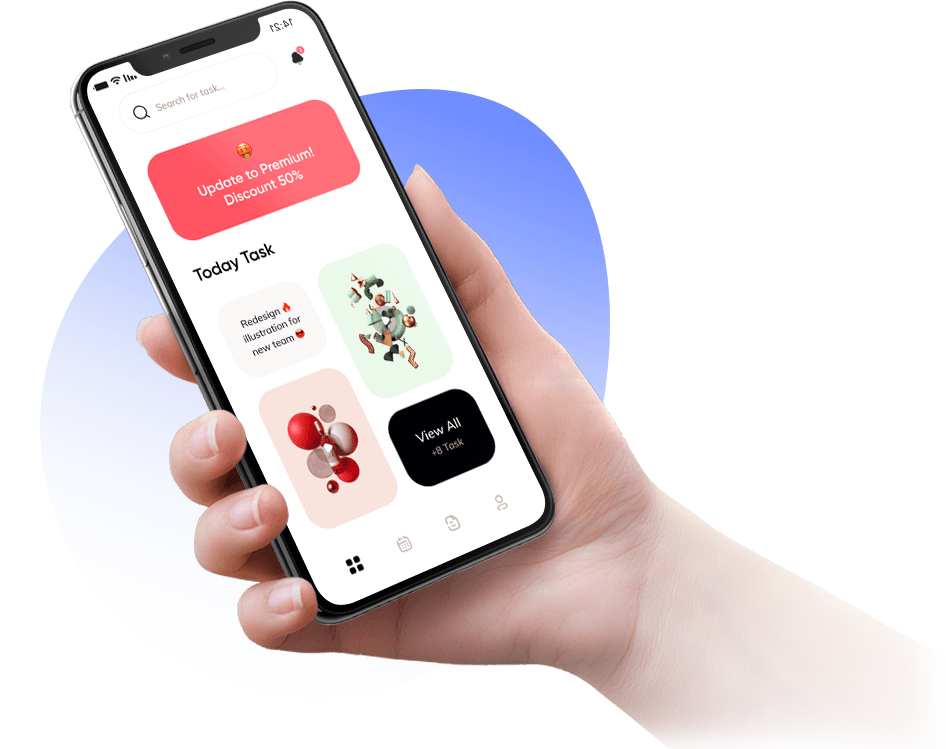 14:21
Search for task...
Update to Premium!
Discount 50%
Today Task
Redesign 🔥
illustration for
new team 😍
View All
+8 Task